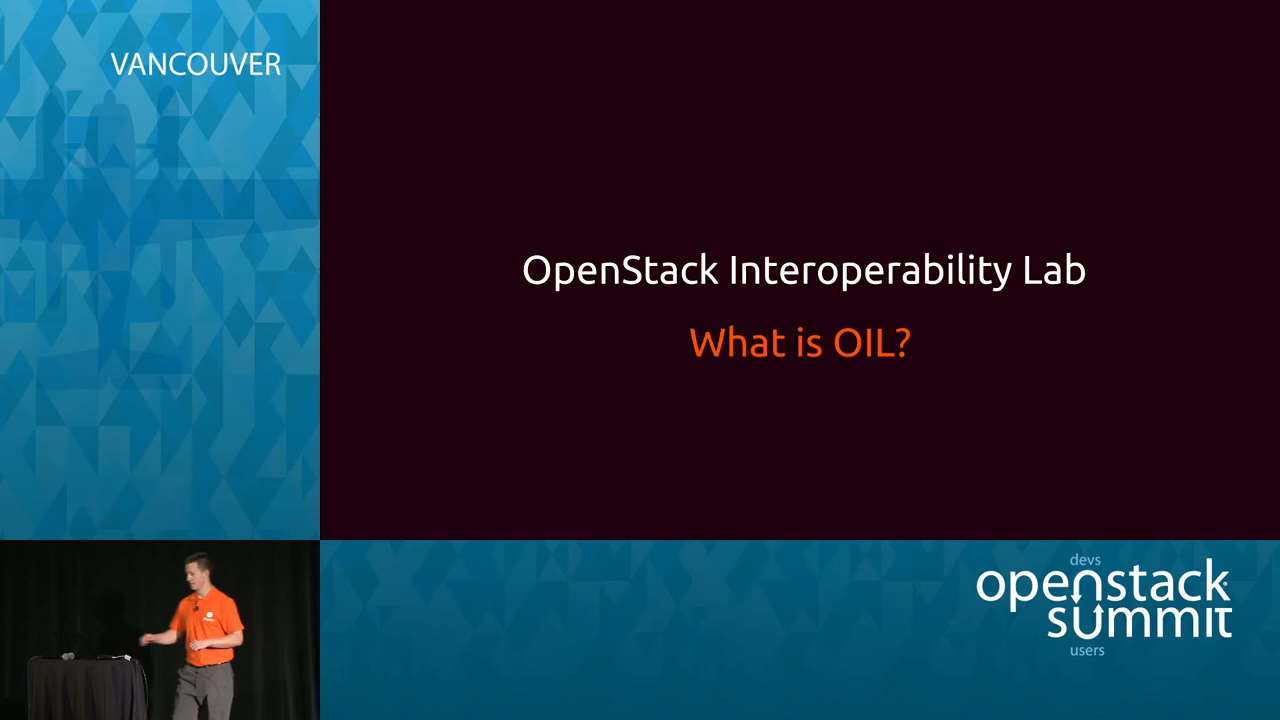 VANCOUVER
OpenStack Interoperability Lab
What is OIL?
devs
openstack
summit
users